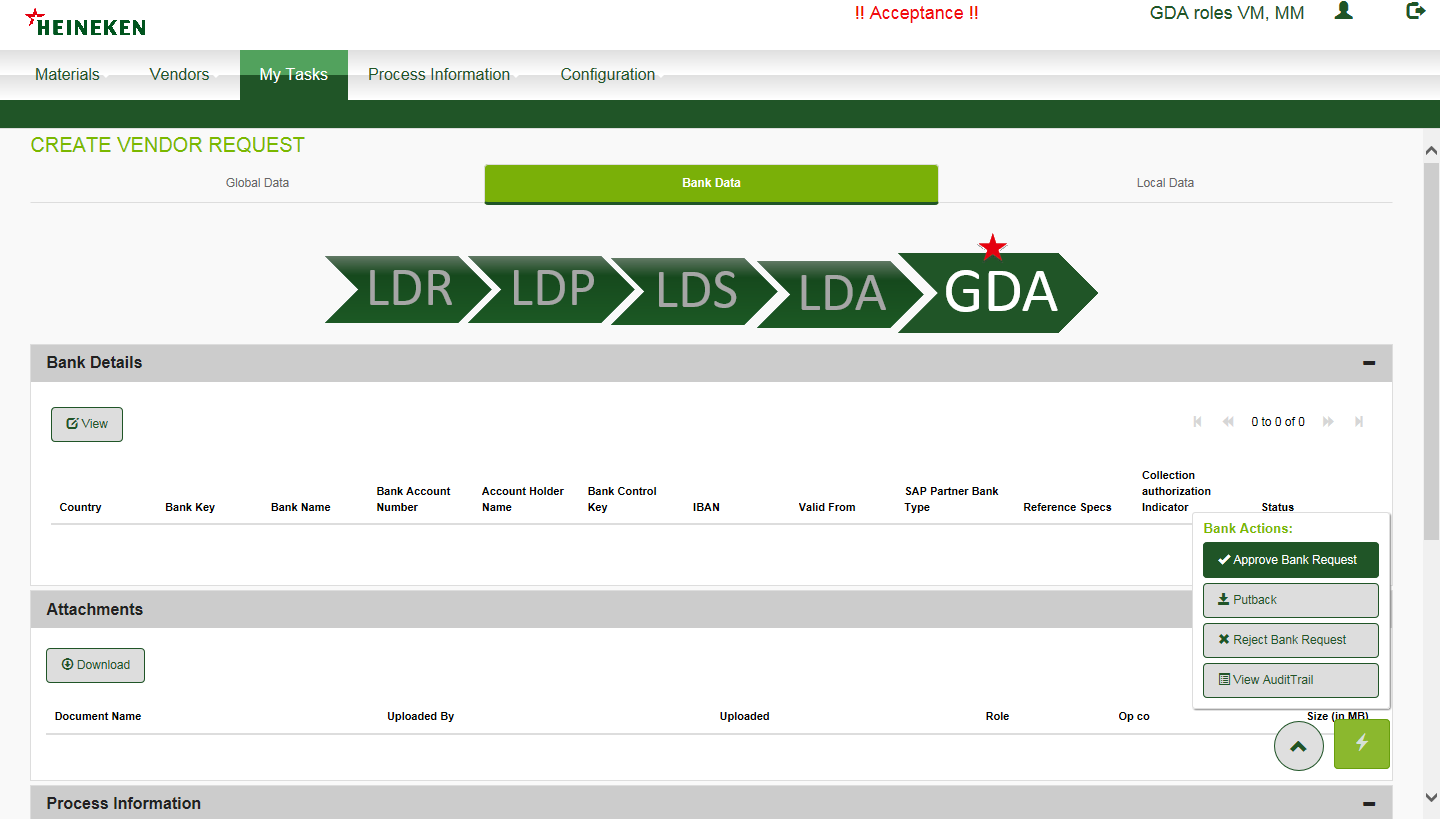 HEINEKEN
!! Acceptance !!
GDA roles VM, MM
Materials
Vendors
My Tasks
Process Information
Configuration
CREATE VENDOR REQUEST
Global Data
Bank Data
Local Data
LDR
LDP
LDS
LDA
GDA
Bank Details
View
0 to 0 of 0
Country
Bank Key
Bank Name
Bank Account
Number
Account Holder
Name
Bank Control
Key
IBAN
Valid From
SAP Partner Bank
Type
Reference Specs
Collection
authorization
Indicator
Status
Bank Actions:
Approve Bank Request
Putback
Reject Bank Request
View AuditTrail
Attachments
Download
Document Name
Uploaded By
Uploaded
Role
Op co
Size (in MB)
Process Information